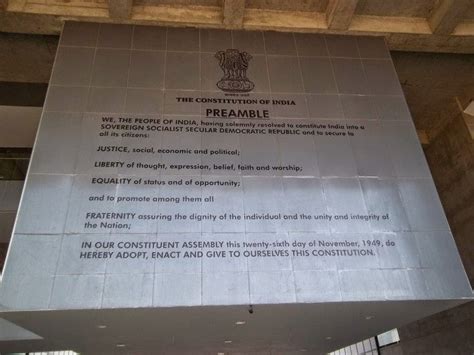 THE CONSTITUTION OF INDIA
PREAMBLE
WE, THE PEOPLE OF INDIA, having solemnly resolved to constitute India into a
SOVEREIGN SOCIALIST SECULAR DEMOCRATIC REPUBLIC and to secure to
all its citizens:
JUSTICE, social, economic and political;
LIBERTY of thought, expression, belief, faith and worship;
EQUALITY of status and of opportunity;
and to promote among them all
FRATERNITY assuring the dignity of the individual and the unity and integrity of
the Nation;
IN OUR CONSTITUENT ASSEMBLY this twenty-sixth day of November, 1949, do
HEREBY ADOPT, ENACT AND GIVE TO OURSELVES THIS CONSTITUTION.